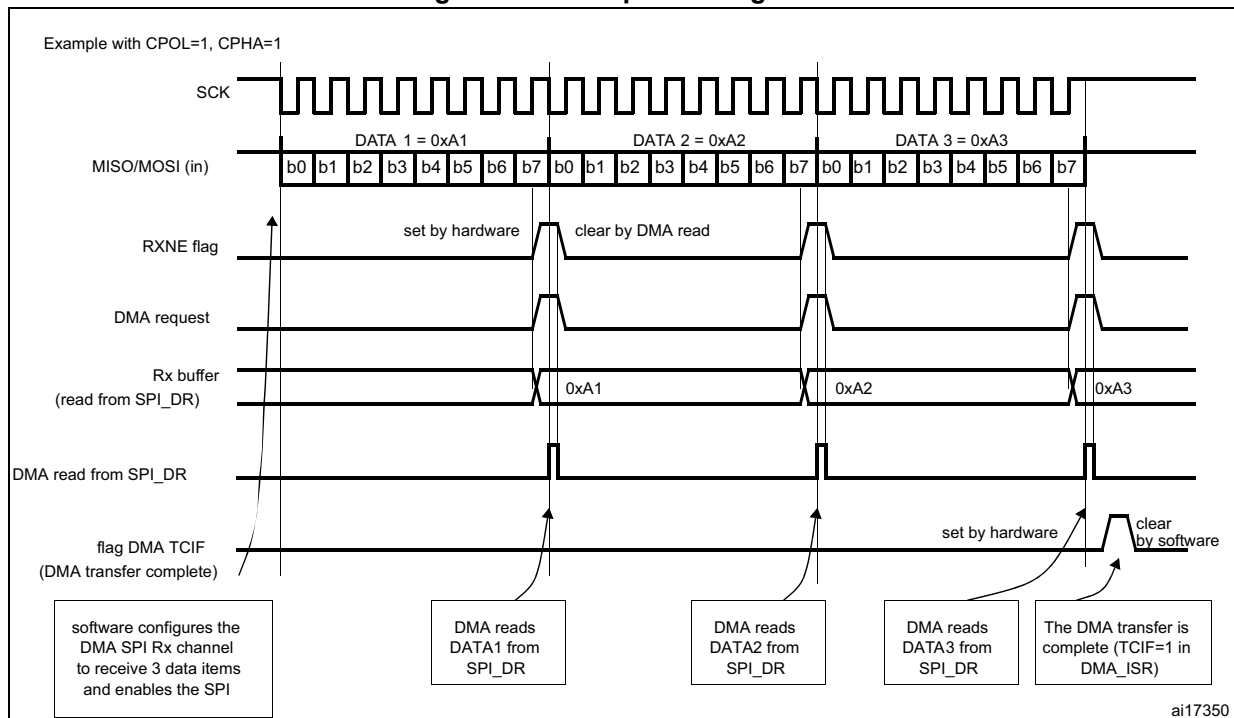 Example with CPOL=1, CPHA=1
SCK
DATA 1 = 0xA1
DATA 2 = 0xA2
DATA 3 = 0xA3
MISO/MOSI (in)
b0 b1 b2 b3 b4 b5 b6 b7 b0 b1 b2 b3 b4 b5 b6 b7 b0 b1 b2 b3 b4 b5 b6 b7
set by hardware
clear by DMA read
RXNE flag
DMA request
Rx buffer
(read from SPI_DR)
0xA1
0xA2
0xA3
DMA read from SPI_DR
set by hardware
clear
by software
flag DMA TCIF
(DMA transfer complete)
software configures the
DMA SPI Rx channel
to receive 3 data items
and enables the SPI
DMA reads
DATA1 from
SPI_DR
DMA reads
DATA2 from
SPI_DR
DMA reads
DATA3 from
SPI_DR
The DMA transfer is
complete (TCIF=1 in
DMA_ISR)
ai17350